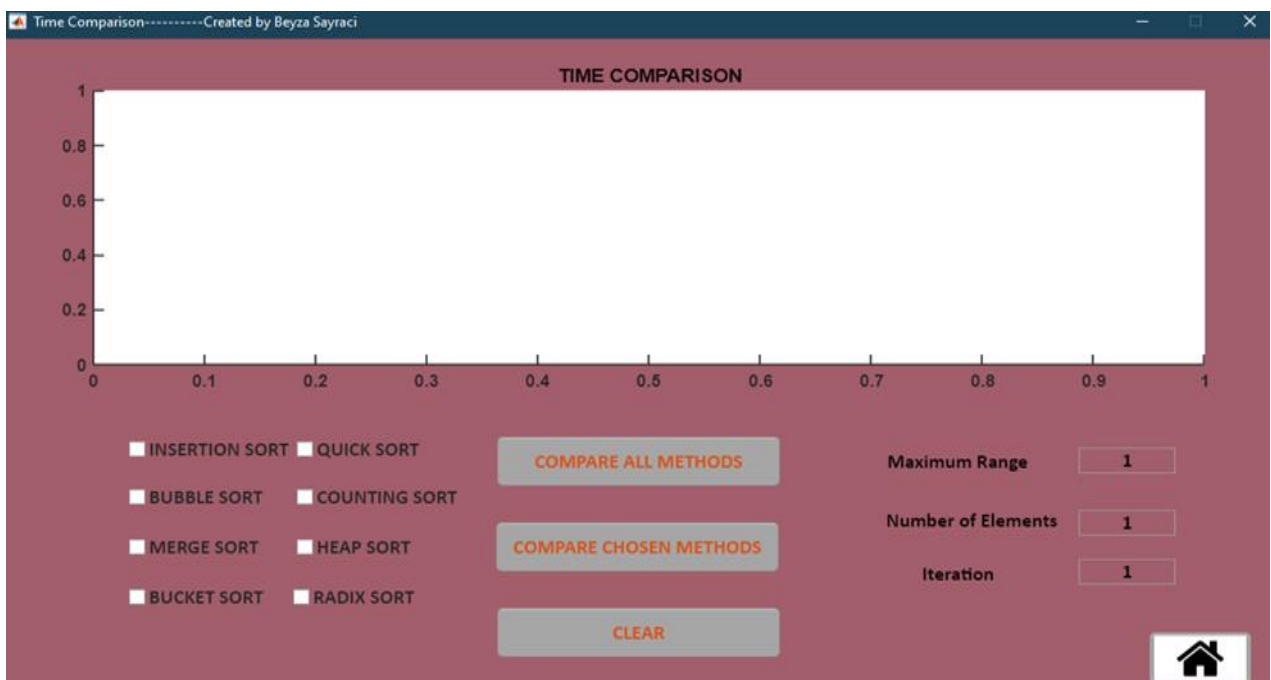 Time Comparison----------Created by Beyza Sayraci
TIME COMPARISON
1
0.8
0.6
0.4
0.2
0
0 0.1 0.2 0.3 0.4 0.5 0.6 0.7 0.8 0.9 1
INSERTION SORT QUICK SORT
BUBBLE SORT COUNTING SORT
MERGE SORT HEAP SORT
BUCKET SORT RADIX SORT
COMPARE ALL METHODS
COMPARE CHOSEN METHODS
CLEAR
Maximum Range 1
Number of Elements 1
Iteration 1